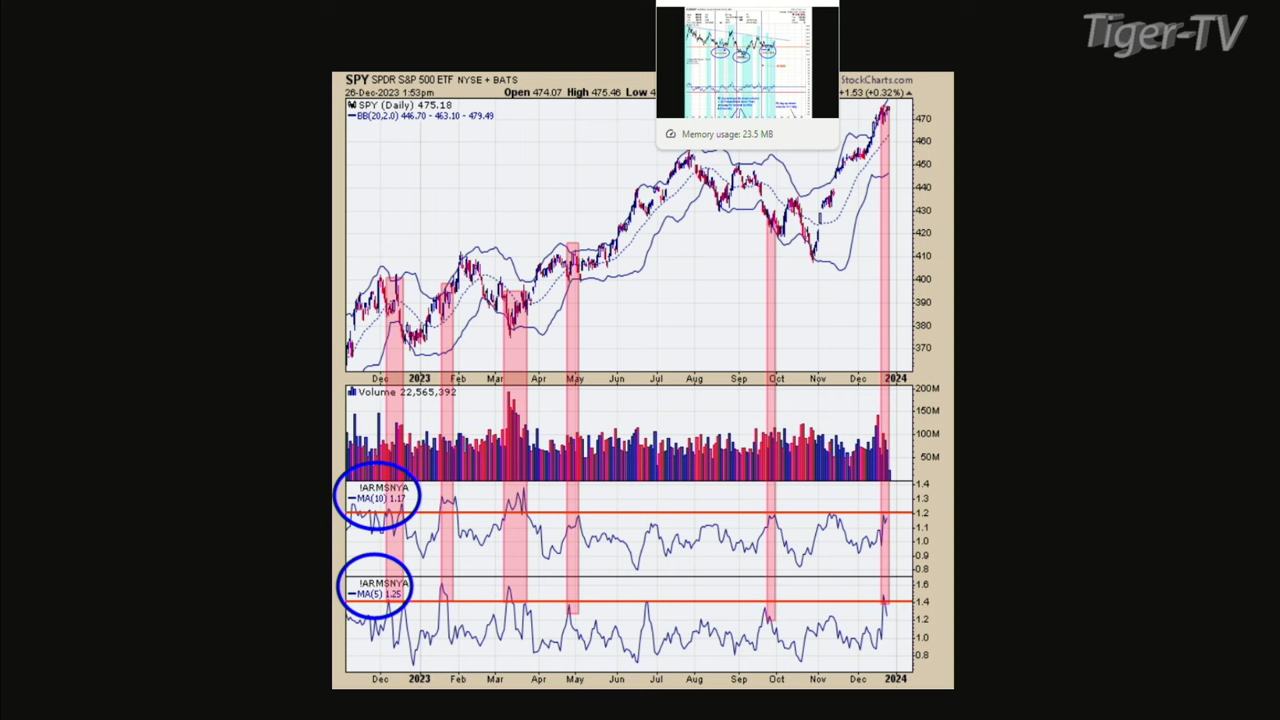 Tiger-TV
SPY SPDR S&P 500 ETF NYSE + BATS
StockCharts.com
26-Dec-2023 1:53pm
Open 474.07 High 475.46 Low 4
+1.53 (+0.32%)
SPY (Daily) 475.18
BB(20,2.0) 446.70 - 463.10 - 479.49
Memory usage: 23.5 MB
470
460
450
440
430
420
410
400
390
380
370
Dec 2023 Feb Mar Apr May Jun Jul Aug Sep Oct Nov Dec 2024
Volume 22,565,392
200M
150M
100M
50M
!ARMSNYA
MA(10) 1.17
1.4
1.3
1.2
1.1
1.0
0.9
0.8
!ARMSNYA
MA(5) 1.25
1.6
1.4
1.2
1.0
0.8
Dec 2023 Feb Mar Apr May Jun Jul Aug Sep Oct Nov Dec 2024